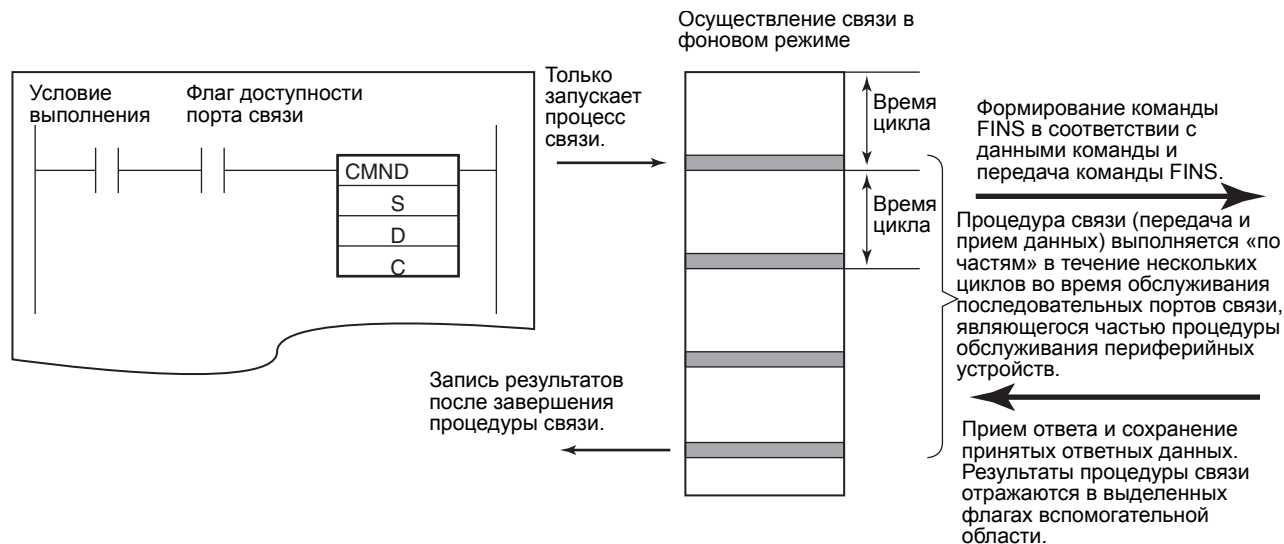 Осуществление связи в
фоновом режиме
Условие
выполнения
Флаг доступности
порта связи
CMND
S
D
C
Только
запускает
процесс
связи.
Время
цикла
Время
цикла
Формирование команды
FINS в соответствии с
данными команды и
передача команды FINS.
Процедура связи (передача и
прием данных) выполняется «по
частям» в течение нескольких
циклов во время обслуживания
последовательных портов связи,
являющегося частью процедуры
обслуживания периферийных
устройств.
Запись результатов
после завершения
процедуры связи.
Прием ответа и сохранение
принятых ответных данных.
Результаты процедуры связи
отражаются в выделенных
флагах вспомогательной
области.